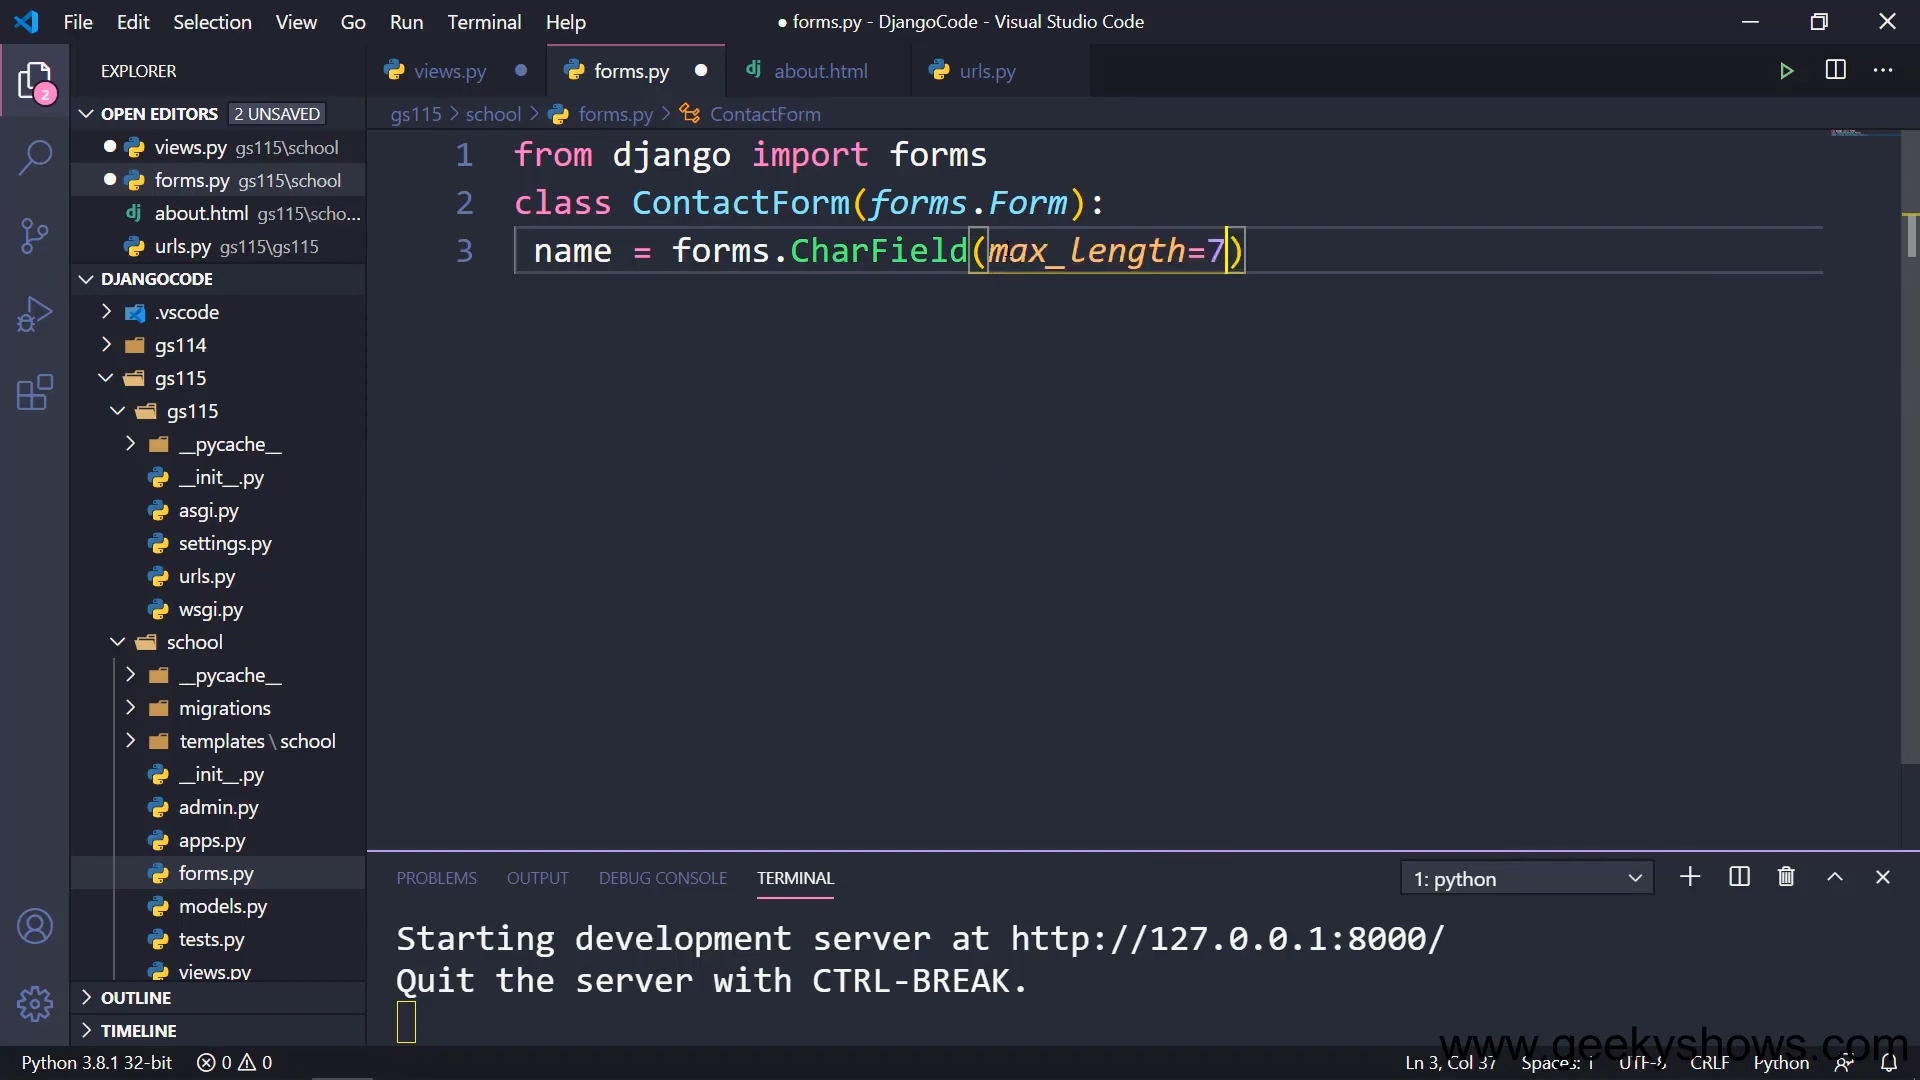 File Edit Selection View Go Run Terminal Help
● forms.py - DjangoCode - Visual Studio Code
EXPLORER
views.py
forms.py
about.html
urls.py
2
OPEN EDITORS 2 UNSAVED
gs115 > school > forms.py > ContactForm
views.py gs115\school
forms.py gs115\school
about.html gs115\scho...
urls.py gs115\gs115
1 from django import forms
2 class ContactForm(forms.Form):
3 name = forms.CharField(max_length=7)
DJANGOCODE
.vscode
gs114
gs115
gs115
__pycache__
__init__.py
asgi.py
settings.py
urls.py
wsgi.py
school
__pycache__
migrations
templates\school
__init__.py
admin.py
apps.py
forms.py
models.py
tests.py
views.py
OUTLINE
TIMELINE
PROBLEMS OUTPUT DEBUG CONSOLE TERMINAL
1: python
Starting development server at http://127.0.0.1:8000/
Quit the server with CTRL-BREAK.
www.geekyshows.com
Python 3.8.1 32-bit 0 0
Ln 3, Col 37 Spaces: 1 UTF-8 CRLF Python